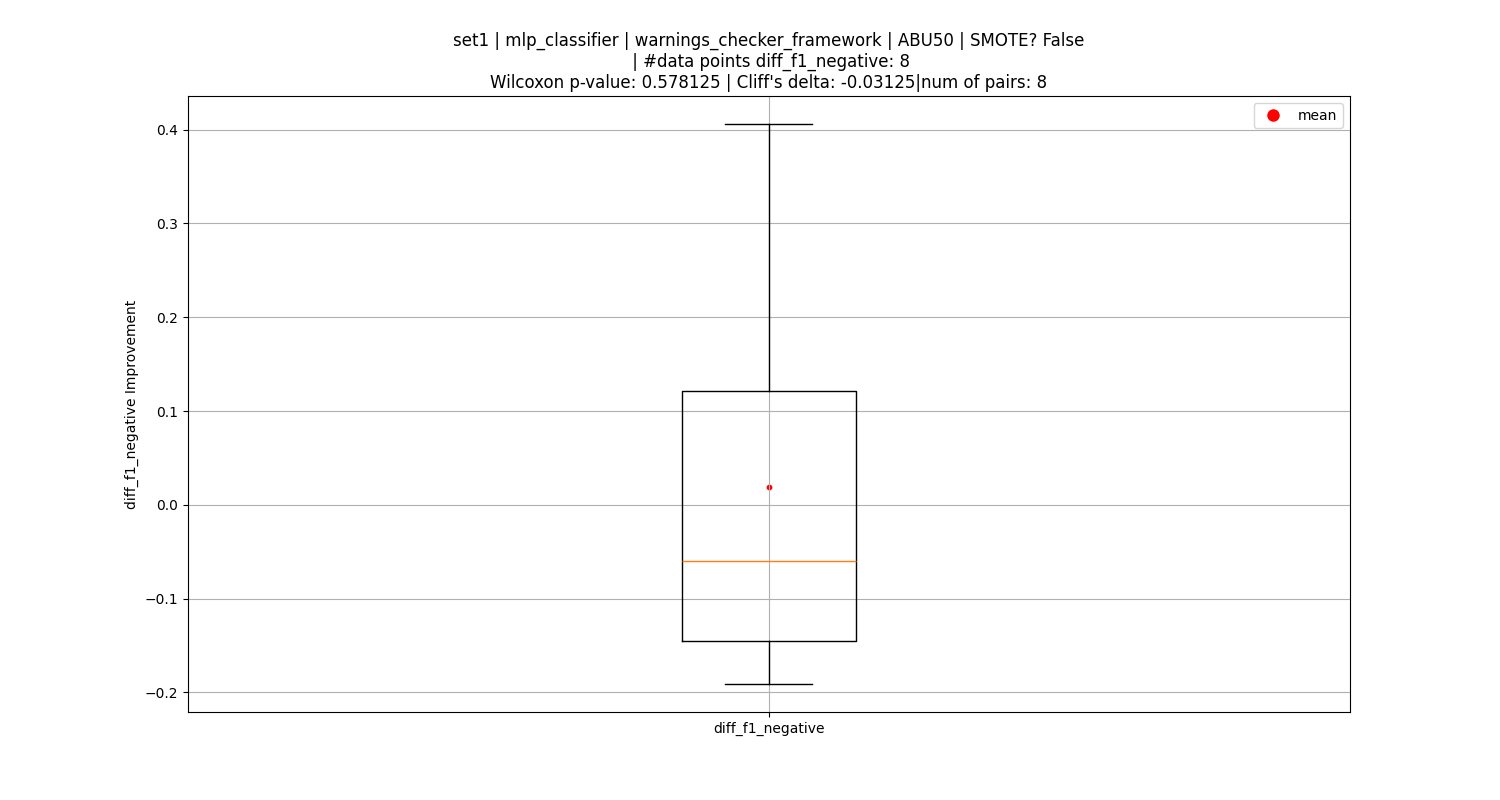 set1 | mlp_classifier | warnings_checker_framework | ABU50 | SMOTE? False
| #data points diff_f1_negative: 8
Wilcoxon p-value: 0.578125 | Cliff's delta: -0.03125|num of pairs: 8
mean
0.4
0.3
0.2
0.1
0.0
−0.1
−0.2
diff_f1_negative Improvement
diff_f1_negative